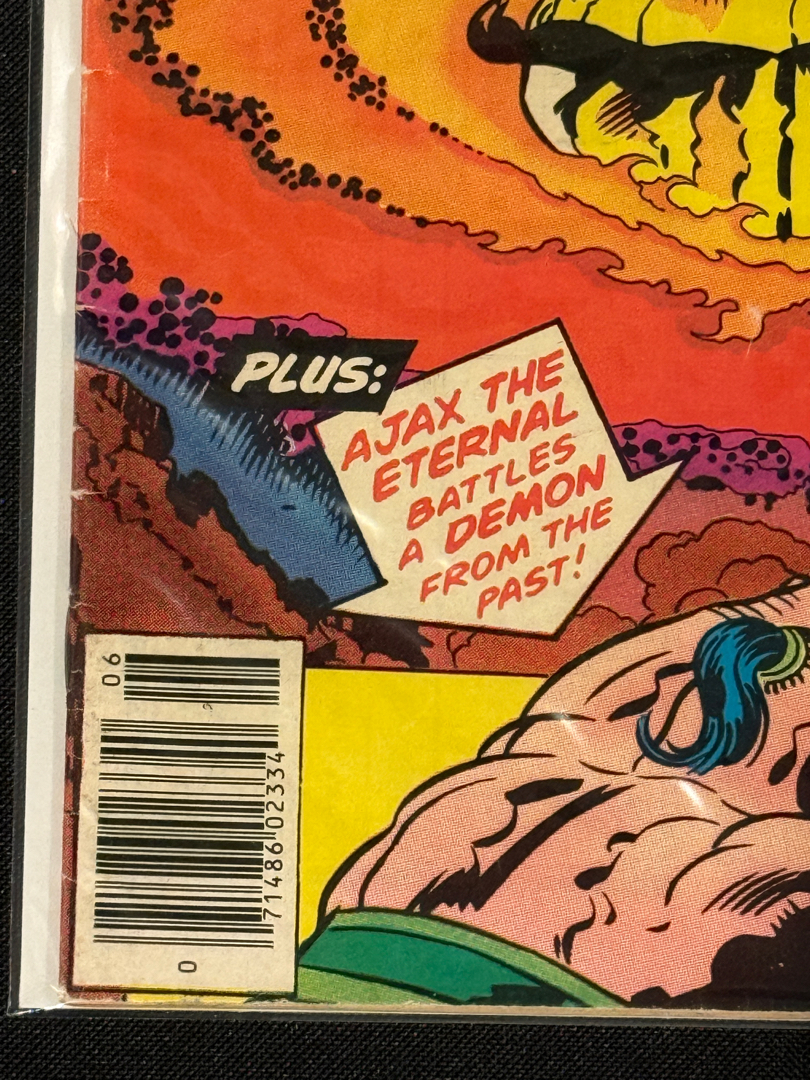 PLUS:
AJAX THE
ETERNAL
BATTLES
A DEMON
FROM THE
PAST!
06
71486 02334
0